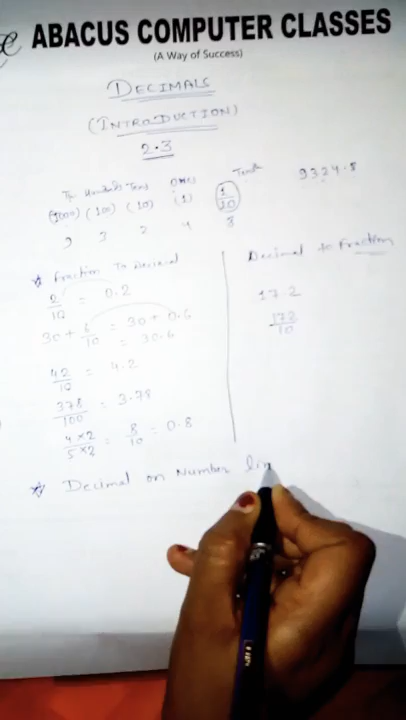 ABACUS COMPUTER CLASSES
(A Way of Success)
DECIMALS
(INTRODUCTION)
2.3
Th Hundreds Tens Ones Tenth 9324.8
(1000) (100) (10) (1) 1/10
9 3 2 4 8
Fraction To Decimal
2/10 = 0.2
30 + 6/10 = 30 + 0.6
= 30.6
42/10 = 4.2
378/100 = 3.78
4×2/5×2 = 8/10 = 0.8
Decimal to Fraction
17.2
172/10
Decimal on Number lin